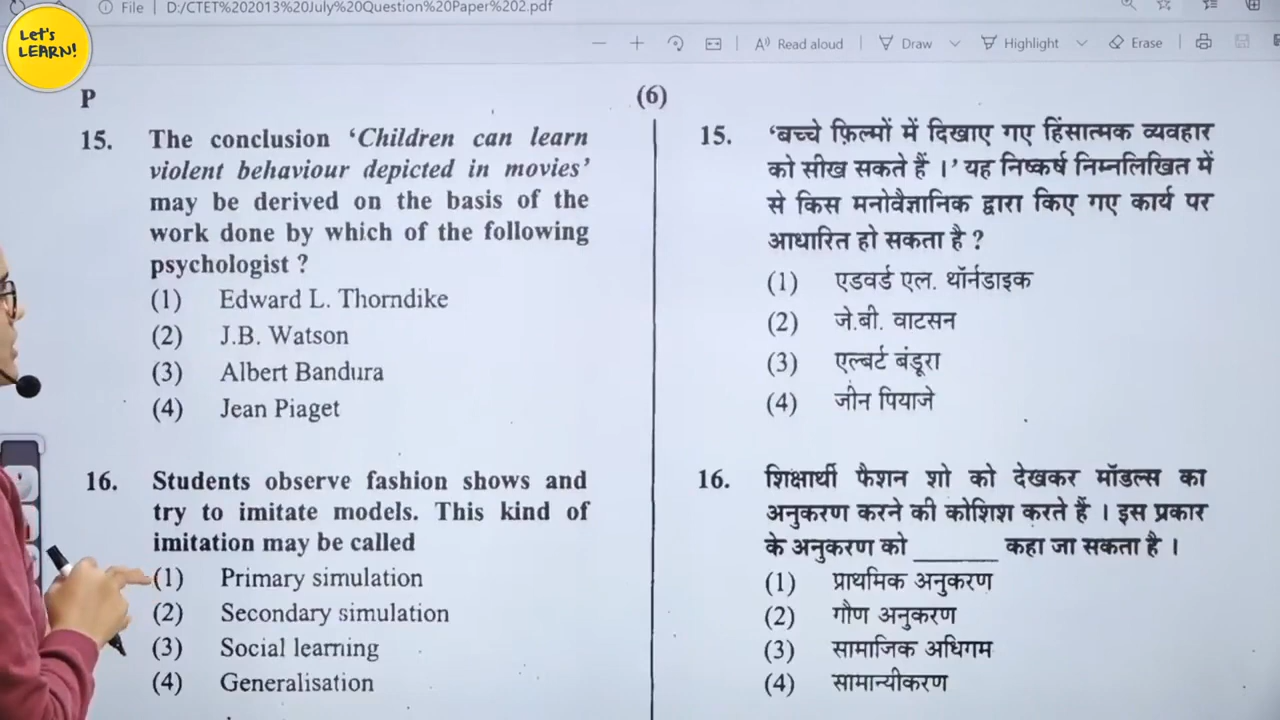 Let's
LEARN!
File | D:/CTET%202013%20July%20Question%20Paper%202.pdf
Read aloud
Draw
Highlight
Erase
P
(6)
15. The conclusion ‘Children can learn
violent behaviour depicted in movies’
may be derived on the basis of the
work done by which of the following
psychologist ?
(1) Edward L. Thorndike
(2) J.B. Watson
(3) Albert Bandura
(4) Jean Piaget
16. Students observe fashion shows and
try to imitate models. This kind of
imitation may be called
(1) Primary simulation
(2) Secondary simulation
(3) Social learning
(4) Generalisation
15. ‘बच्चे फ़िल्मों में दिखाए गए हिंसात्मक व्यवहार
को सीख सकते हैं ।’ यह निष्कर्ष निम्नलिखित में
से किस मनोवैज्ञानिक द्वारा किए गए कार्य पर
आधारित हो सकता है ?
(1) एडवर्ड एल. थॉर्नडाइक
(2) जे.बी. वाटसन
(3) एल्बर्ट बंडूरा
(4) जीन पियाजे
16. शिक्षार्थी फैशन शो को देखकर मॉडल्स का
अनुकरण करने की कोशिश करते हैं । इस प्रकार
के अनुकरण को ______ कहा जा सकता है ।
(1) प्राथमिक अनुकरण
(2) गौण अनुकरण
(3) सामाजिक अधिगम
(4) सामान्यीकरण